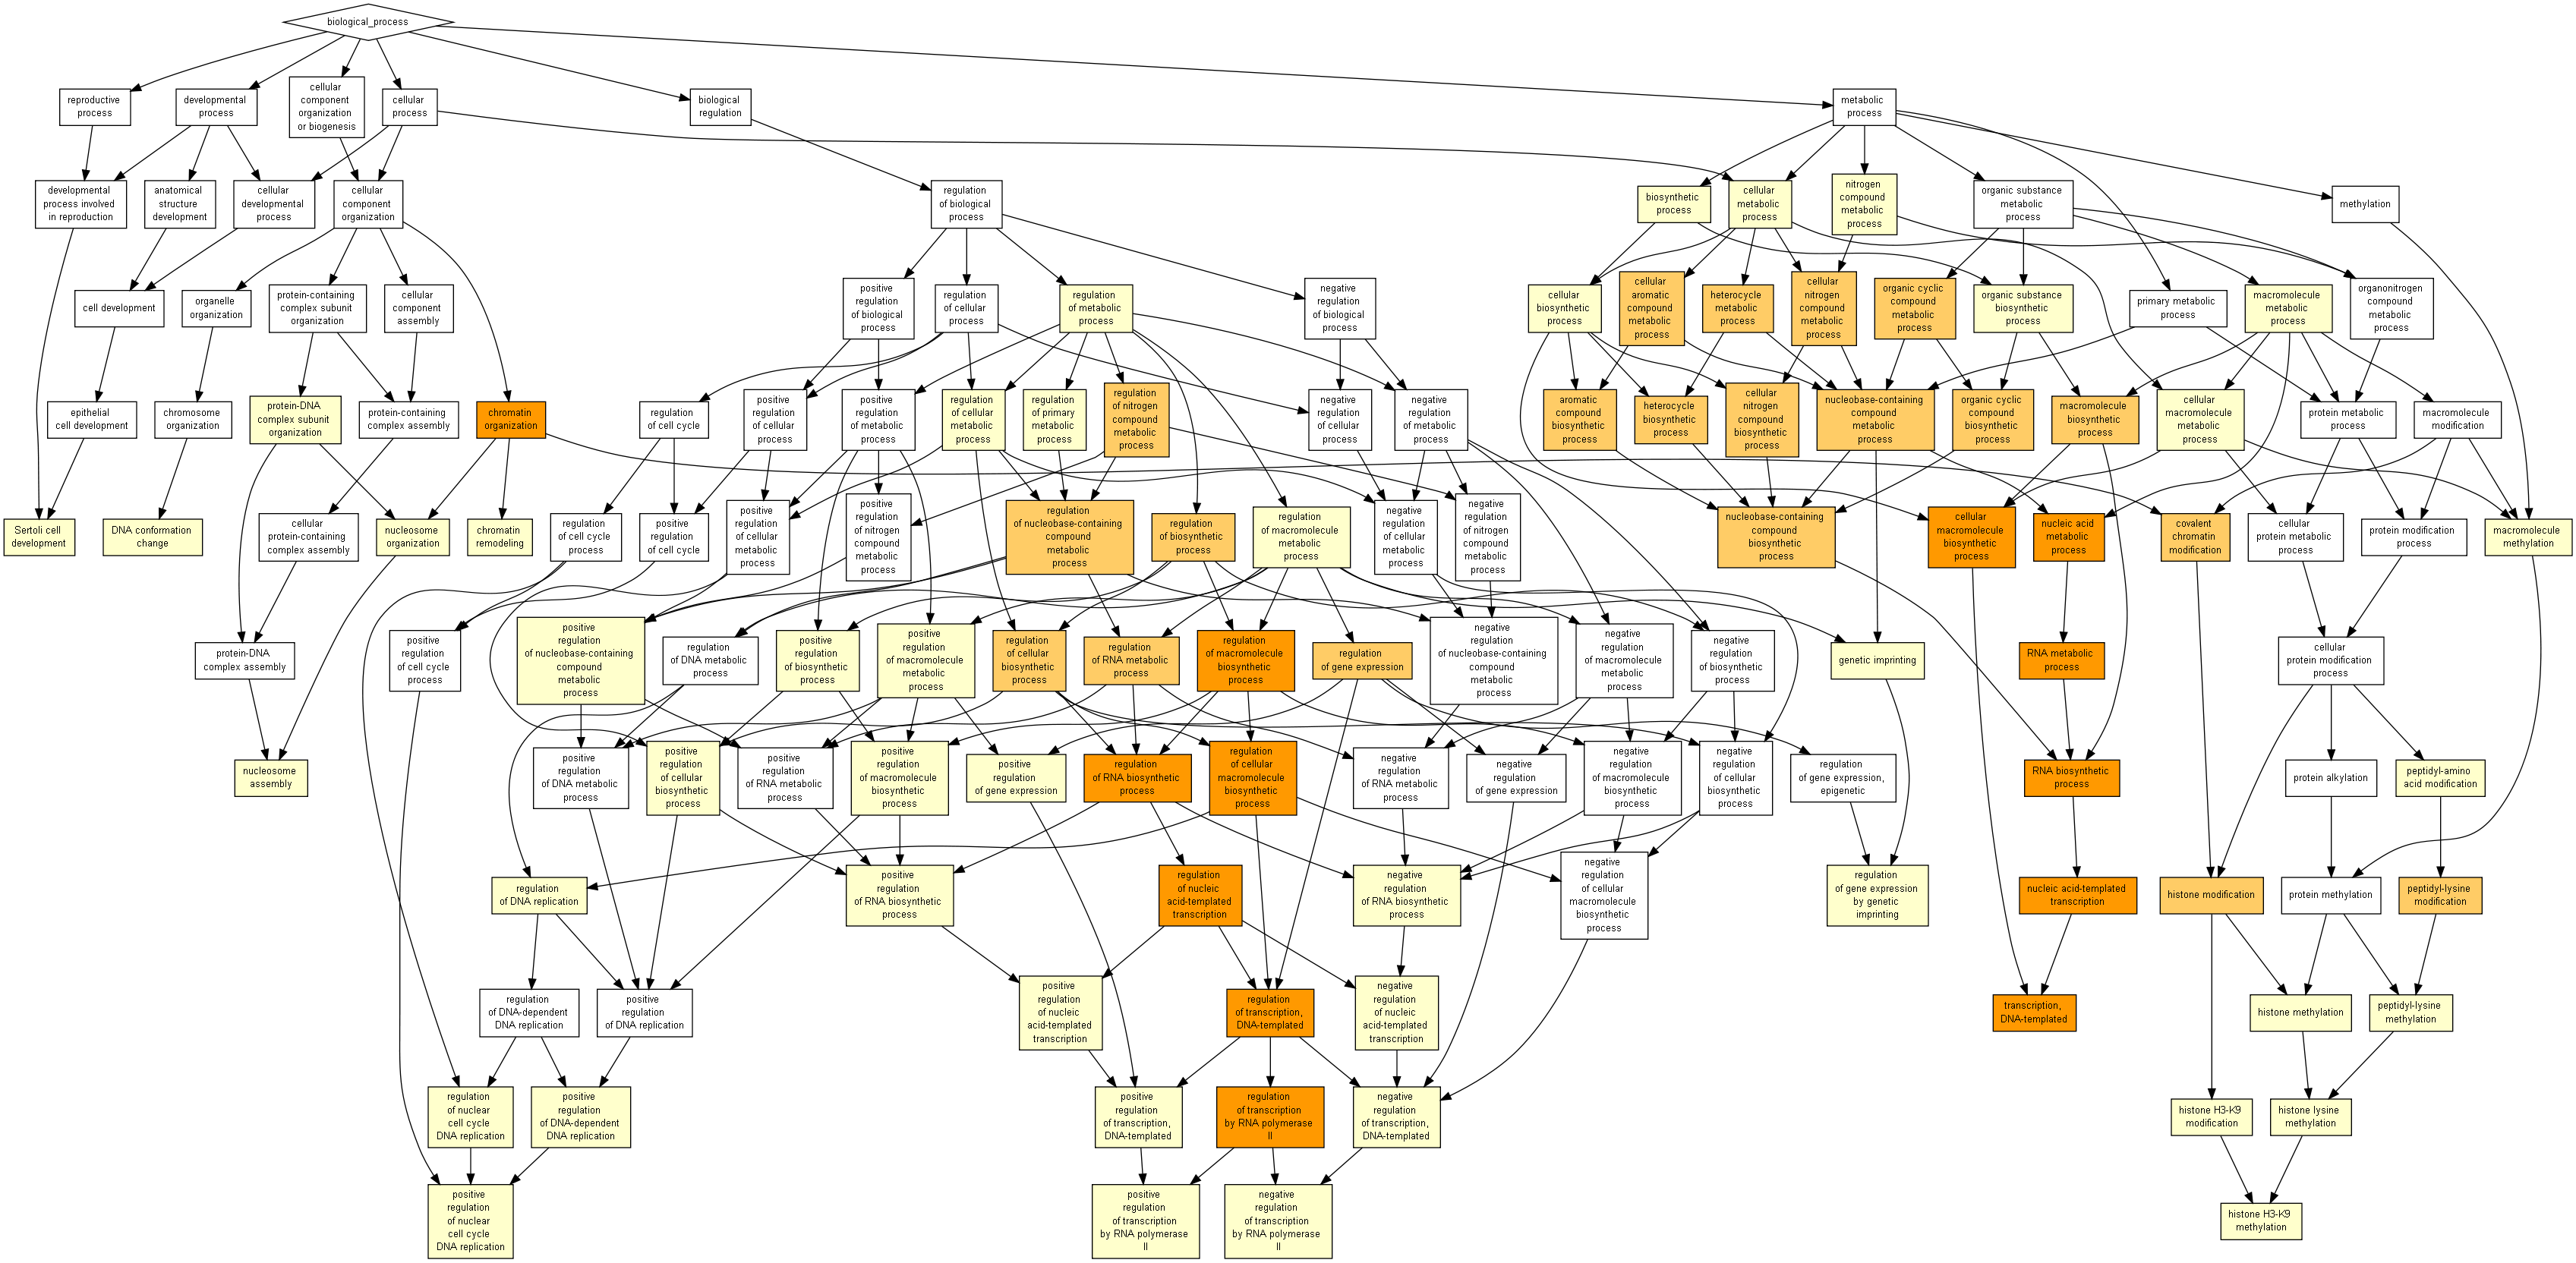 biological_process
reproductive
process
developmental
process
cellular
component
organization
or biogenesis
cellular
process
biological
regulation
metabolic
process
developmental
process involved
in reproduction
anatomical
structure
development
cellular
developmental
process
cellular
component
organization
regulation
of biological
process
biosynthetic
process
cellular
metabolic
process
nitrogen
compound
metabolic
process
organic substance
metabolic
process
methylation
cell development
organelle
organization
protein-containing
complex subunit
organization
cellular
component
assembly
positive
regulation
of biological
process
regulation
of cellular
process
regulation
of metabolic
process
negative
regulation
of biological
process
cellular
biosynthetic
process
cellular
aromatic
compound
metabolic
process
heterocycle
metabolic
process
cellular
nitrogen
compound
metabolic
process
organic cyclic
compound
metabolic
process
organic substance
biosynthetic
process
primary metabolic
process
macromolecule
metabolic
process
organonitrogen
compound
metabolic
process
epithelial
cell development
chromosome
organization
protein-DNA
complex subunit
organization
protein-containing
complex assembly
chromatin
organization
regulation
of cell cycle
positive
regulation
of cellular
process
positive
regulation
of metabolic
process
regulation
of cellular
metabolic
process
regulation
of primary
metabolic
process
regulation
of nitrogen
compound
metabolic
process
negative
regulation
of cellular
process
negative
regulation
of metabolic
process
aromatic
compound
biosynthetic
process
heterocycle
biosynthetic
process
cellular
nitrogen
compound
biosynthetic
process
nucleobase-containing
compound
metabolic
process
organic cyclic
compound
biosynthetic
process
macromolecule
biosynthetic
process
cellular
macromolecule
metabolic
process
protein metabolic
process
macromolecule
modification
Sertoli cell
development
DNA conformation
change
cellular
protein-containing
complex assembly
nucleosome
organization
chromatin
remodeling
regulation
of cell cycle
process
positive
regulation
of cell cycle
positive
regulation
of cellular
metabolic
process
positive
regulation
of nitrogen
compound
metabolic
process
regulation
of nucleobase-containing
compound
metabolic
process
regulation
of biosynthetic
process
regulation
of macromolecule
metabolic
process
negative
regulation
of cellular
metabolic
process
negative
regulation
of nitrogen
compound
metabolic
process
nucleobase-containing
compound
biosynthetic
process
cellular
macromolecule
biosynthetic
process
nucleic acid
metabolic
process
covalent
chromatin
modification
cellular
protein metabolic
process
protein modification
process
macromolecule
methylation
protein-DNA
complex assembly
positive
regulation
of cell cycle
process
positive
regulation
of nucleobase-containing
compound
metabolic
process
regulation
of DNA metabolic
process
positive
regulation
of biosynthetic
process
positive
regulation
of macromolecule
metabolic
process
regulation
of cellular
biosynthetic
process
regulation
of RNA metabolic
process
regulation
of macromolecule
biosynthetic
process
regulation
of gene expression
negative
regulation
of nucleobase-containing
compound
metabolic
process
negative
regulation
of macromolecule
metabolic
process
negative
regulation
of biosynthetic
process
genetic imprinting
RNA metabolic
process
cellular
protein modification
process
nucleosome
assembly
positive
regulation
of DNA metabolic
process
positive
regulation
of cellular
biosynthetic
process
positive
regulation
of RNA metabolic
process
positive
regulation
of macromolecule
biosynthetic
process
positive
regulation
of gene expression
regulation
of RNA biosynthetic
process
regulation
of cellular
macromolecule
biosynthetic
process
negative
regulation
of RNA metabolic
process
negative
regulation
of gene expression
negative
regulation
of macromolecule
biosynthetic
process
negative
regulation
of cellular
biosynthetic
process
regulation
of gene expression,
epigenetic
RNA biosynthetic
process
protein alkylation
peptidyl-amino
acid modification
regulation
of DNA replication
positive
regulation
of RNA biosynthetic
process
regulation
of nucleic
acid-templated
transcription
negative
regulation
of RNA biosynthetic
process
negative
regulation
of cellular
macromolecule
biosynthetic
process
regulation
of gene expression
by genetic
imprinting
nucleic acid-templated
transcription
histone modification
protein methylation
peptidyl-lysine
modification
regulation
of DNA-dependent
DNA replication
positive
regulation
of DNA replication
positive
regulation
of nucleic
acid-templated
transcription
regulation
of transcription,
DNA-templated
negative
regulation
of nucleic
acid-templated
transcription
transcription,
DNA-templated
histone methylation
peptidyl-lysine
methylation
regulation
of nuclear
cell cycle
DNA replication
positive
regulation
of DNA-dependent
DNA replication
positive
regulation
of transcription,
DNA-templated
regulation
of transcription
by RNA polymerase
II
negative
regulation
of transcription,
DNA-templated
histone H3-K9
modification
histone lysine
methylation
positive
regulation
of nuclear
cell cycle
DNA replication
positive
regulation
of transcription
by RNA polymerase
II
negative
regulation
of transcription
by RNA polymerase
II
histone H3-K9
methylation